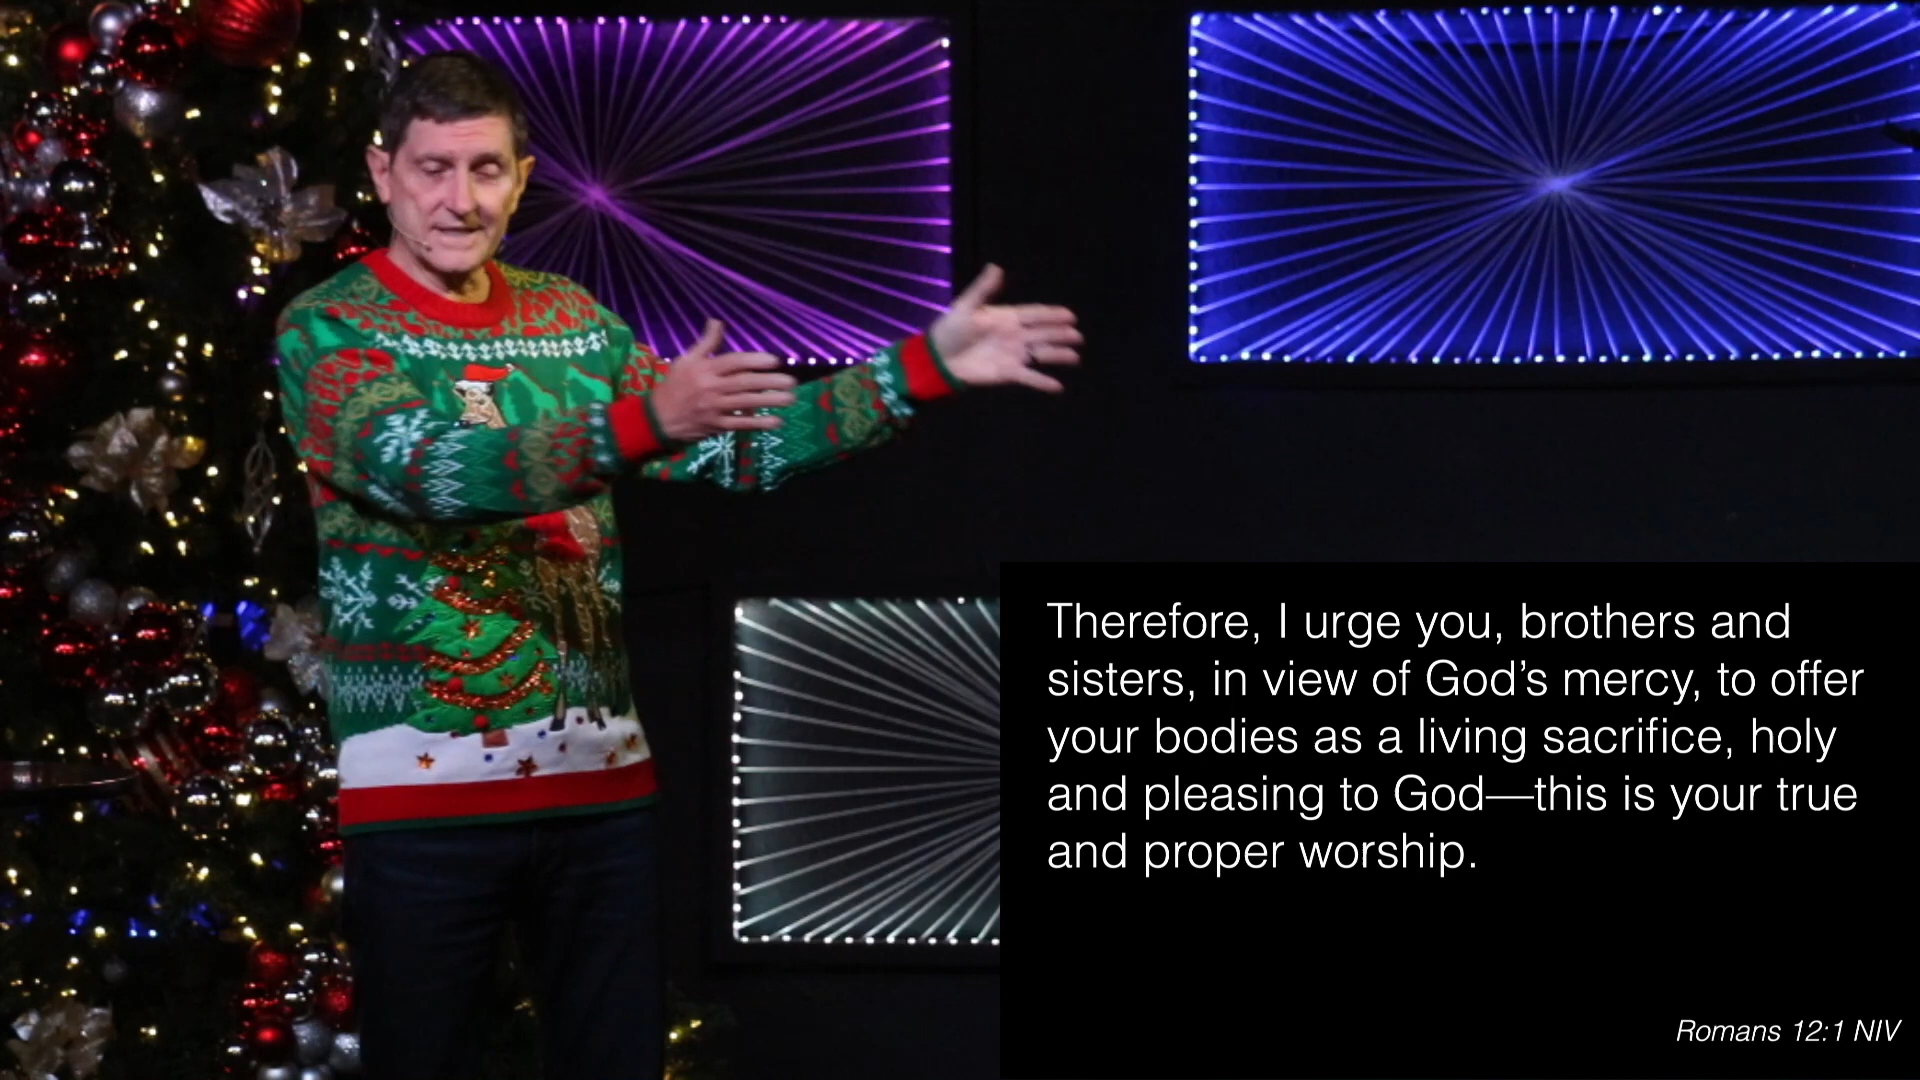 Therefore, I urge you, brothers and
sisters, in view of God’s mercy, to offer
your bodies as a living sacrifice, holy
and pleasing to God—this is your true
and proper worship.
Romans 12:1 NIV